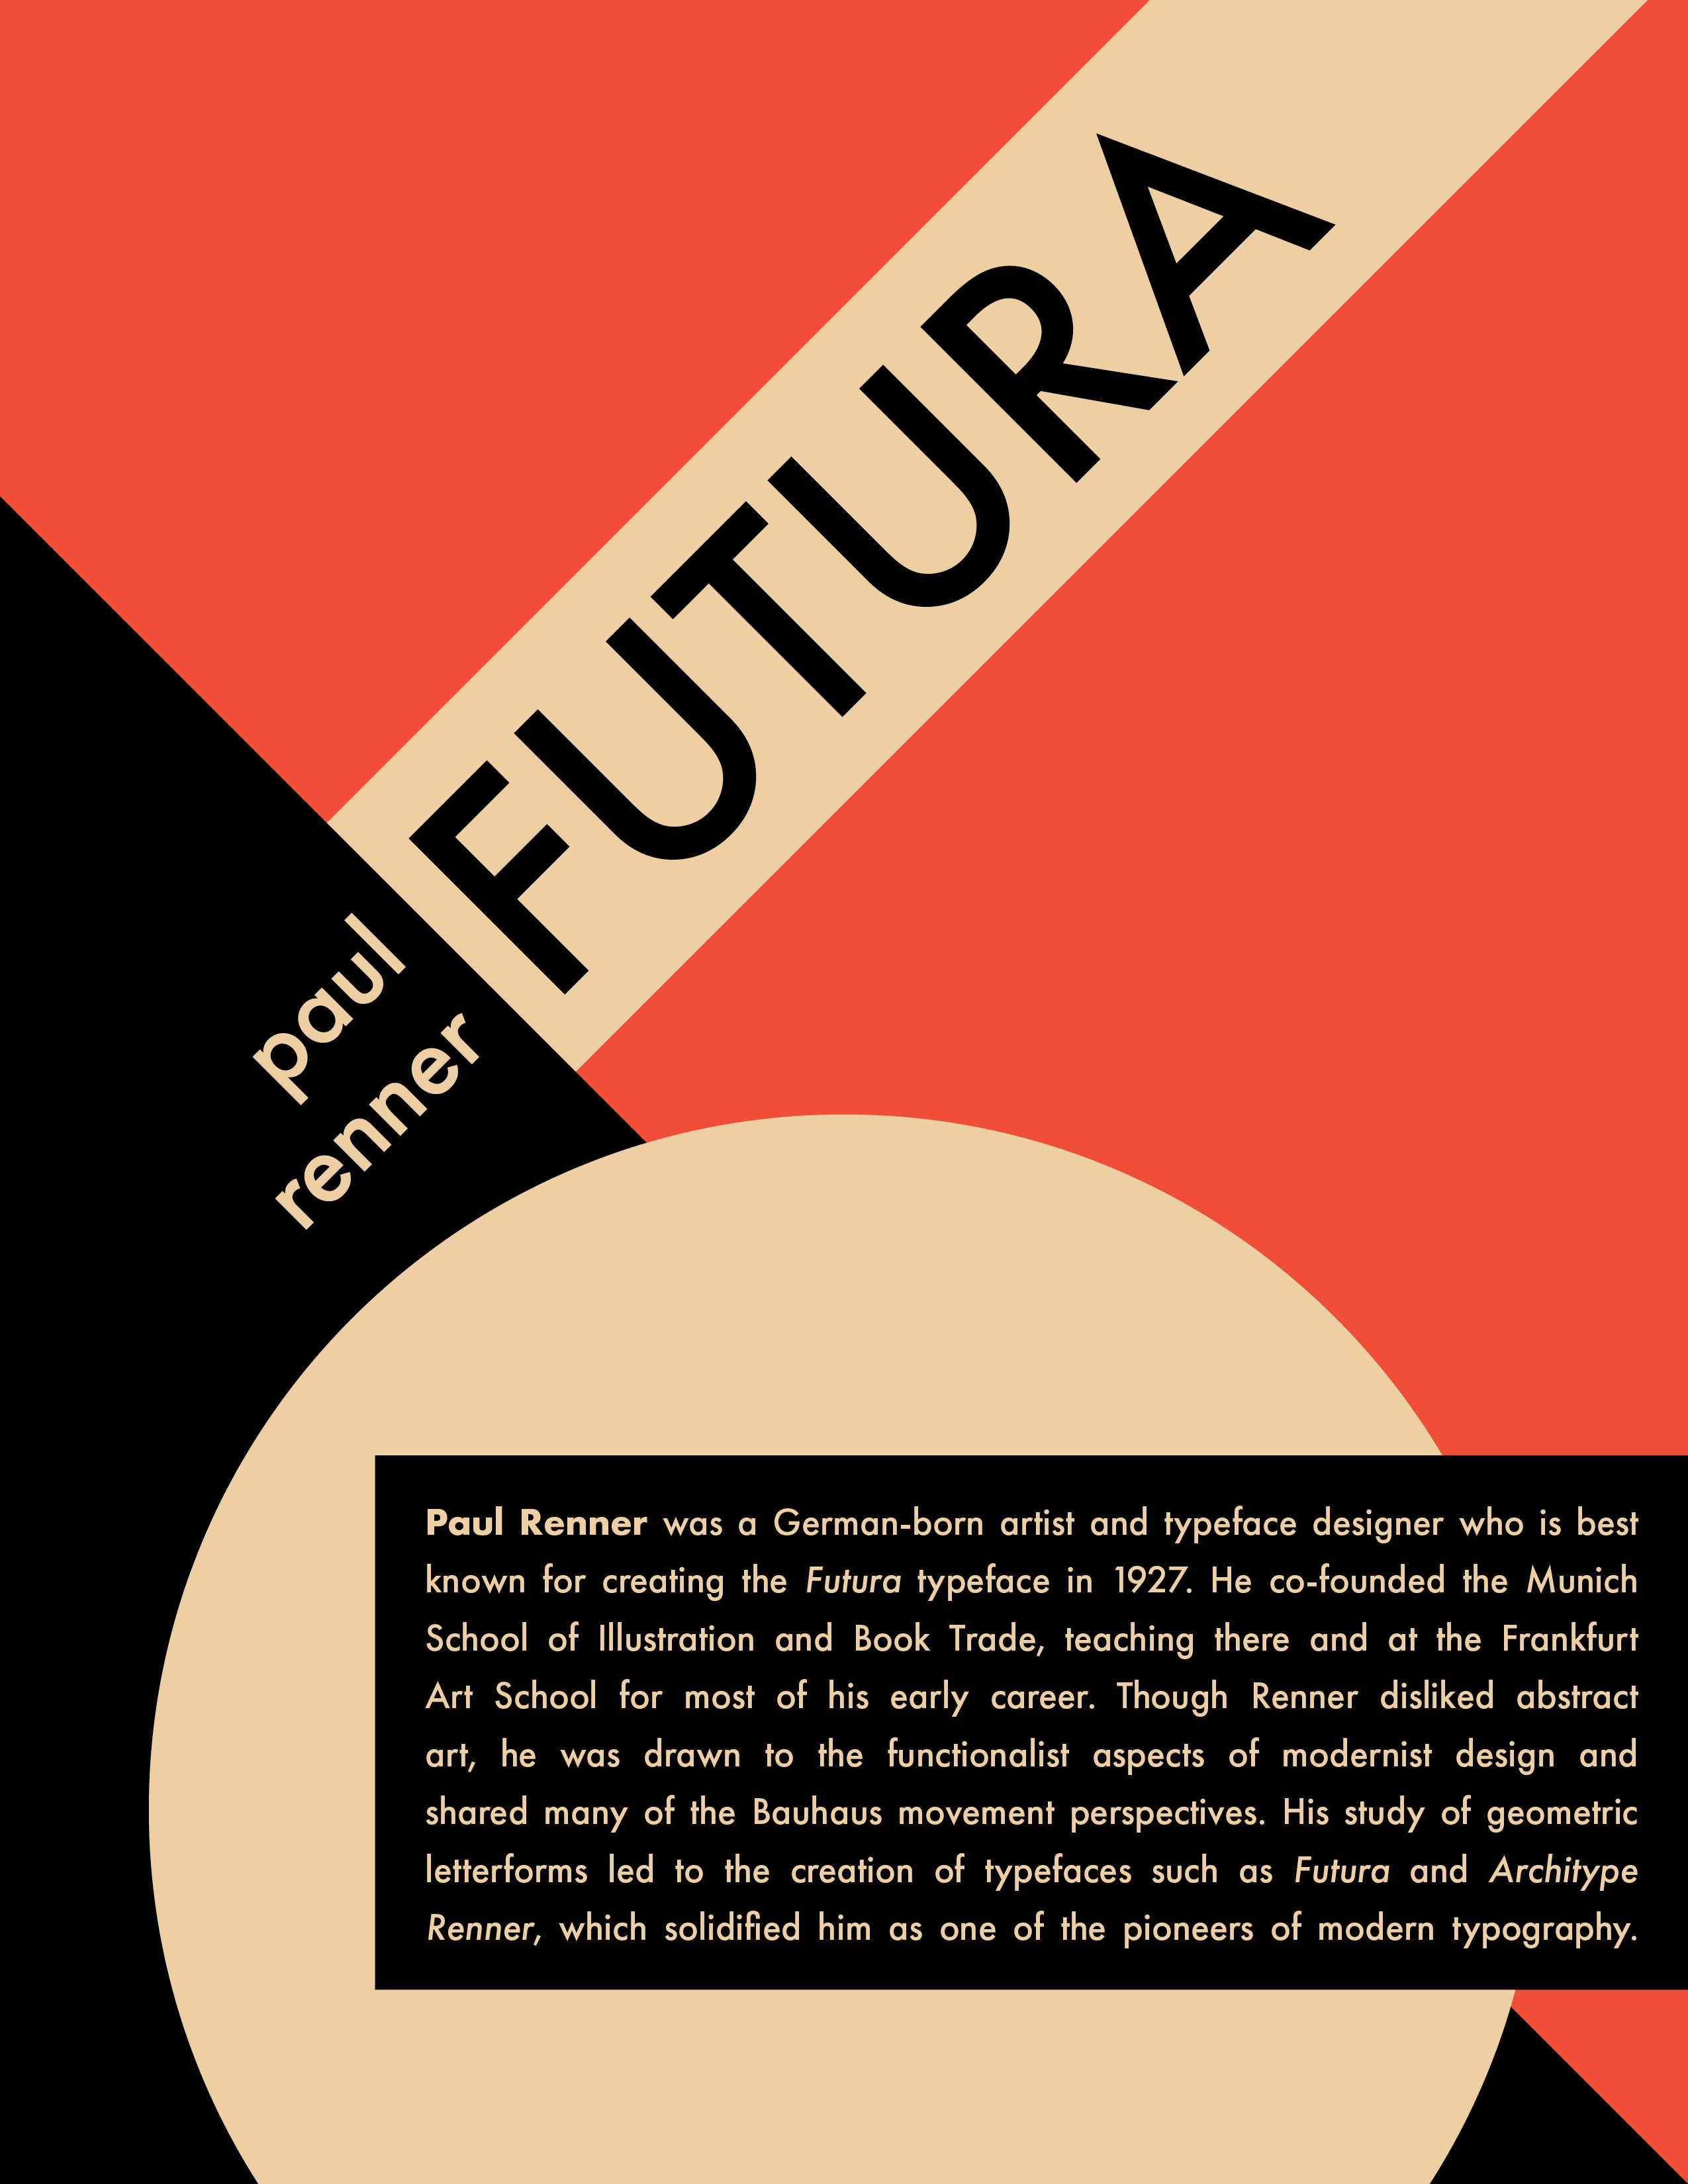 FUTURA
paul
renner
Paul Renner was a German-born artist and typeface designer who is best
known for creating the Futura typeface in 1927. He co-founded the Munich
School of Illustration and Book Trade, teaching there and at the Frankfurt
Art School for most of his early career. Though Renner disliked abstract
art, he was drawn to the functionalist aspects of modernist design and
shared many of the Bauhaus movement perspectives. His study of geometric
letterforms led to the creation of typefaces such as Futura and Architype
Renner, which solidified him as one of the pioneers of modern typography.